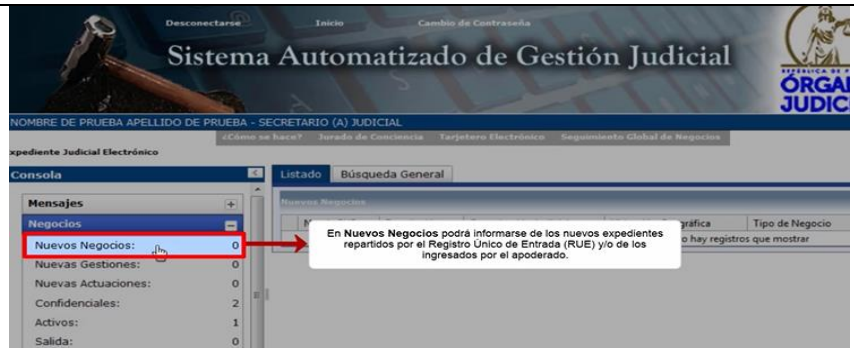 Desconectarse Inicio Cambio de Contraseña
Sistema Automatizado de Gestión Judicial
ÓRGA
JUDIC
NOMBRE DE PRUEBA APELLIDO DE PRUEBA - SECRETARIO (A) JUDICIAL
¿Cómo se hace? Jurado de Conciencia Tarjetero Electrónico Seguimiento Global de Negocios
xpediente Judicial Electrónico
Consola
Listado Búsqueda General
Mensajes
Nuevos Negocios
Negocios
gráfica Tipo de Negocio
Nuevos Negocios: 0
En Nuevos Negocios podrá informarse de los nuevos expedientes
repartidos por el Registro Único de Entrada (RUE) y/o de los
ingresados por el apoderado.
o hay registros que mostrar
Nuevas Gestiones: 0
Nuevas Actuaciones: 0
Confidenciales: 2
Activos: 1
Salida: 0